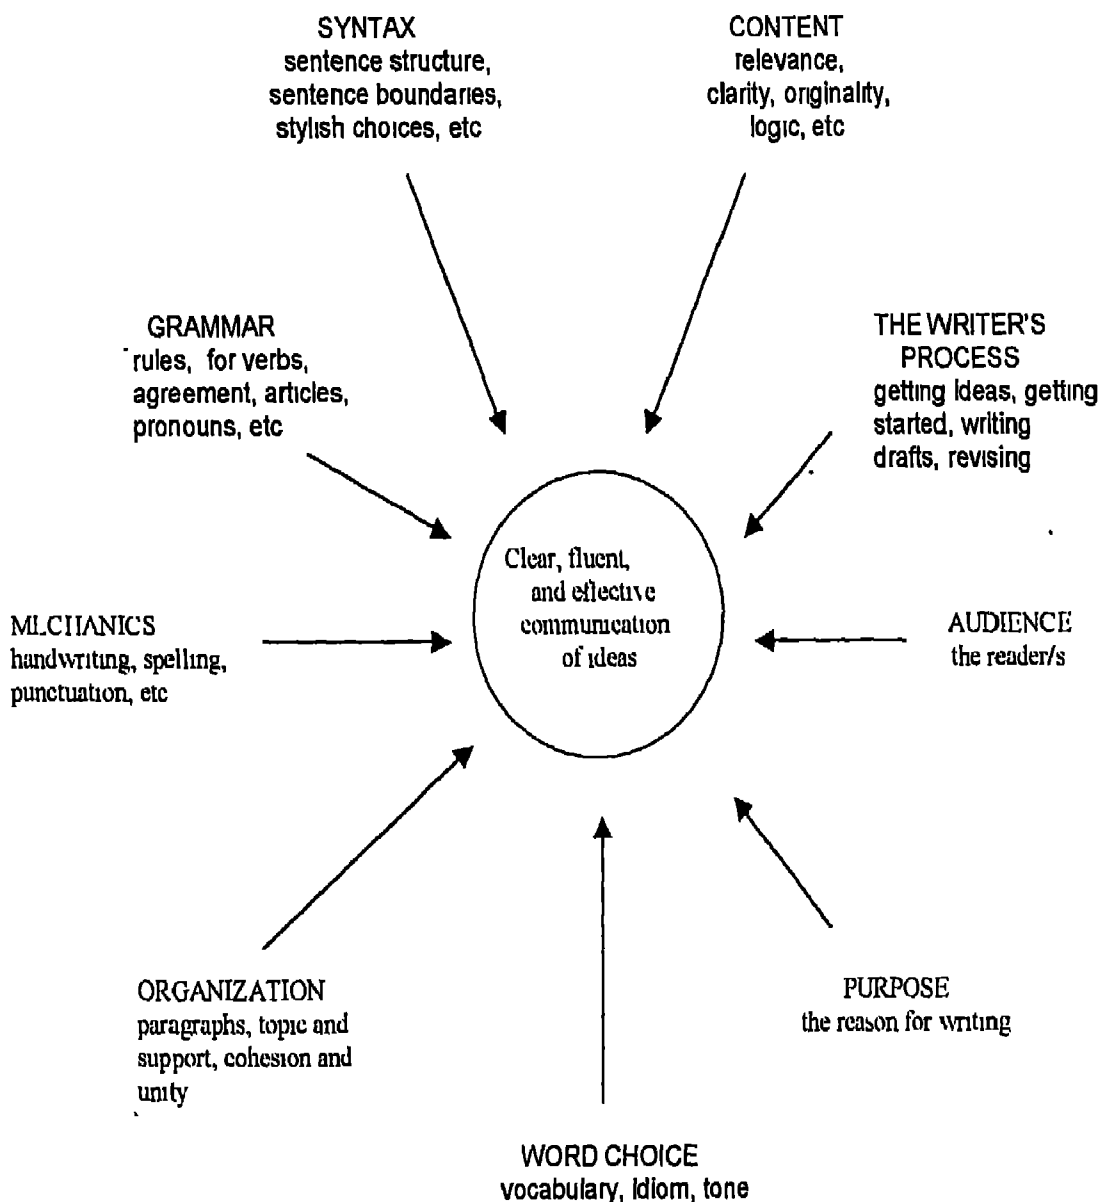 SYNTAX
sentence structure,
sentence boundaries,
stylish choices, etc
CONTENT
relevance,
clarity, originality,
logic, etc
GRAMMAR
rules, for verbs,
agreement, articles,
pronouns, etc
THE WRITER'S
PROCESS
getting ideas, getting
started, writing
drafts, revising
Clear, fluent,
and effective
communication
of ideas
MECHANICS
handwriting, spelling,
punctuation, etc
AUDIENCE
the reader/s
ORGANIZATION
paragraphs, topic and
support, cohesion and
unity
PURPOSE
the reason for writing
WORD CHOICE
vocabulary, idiom, tone